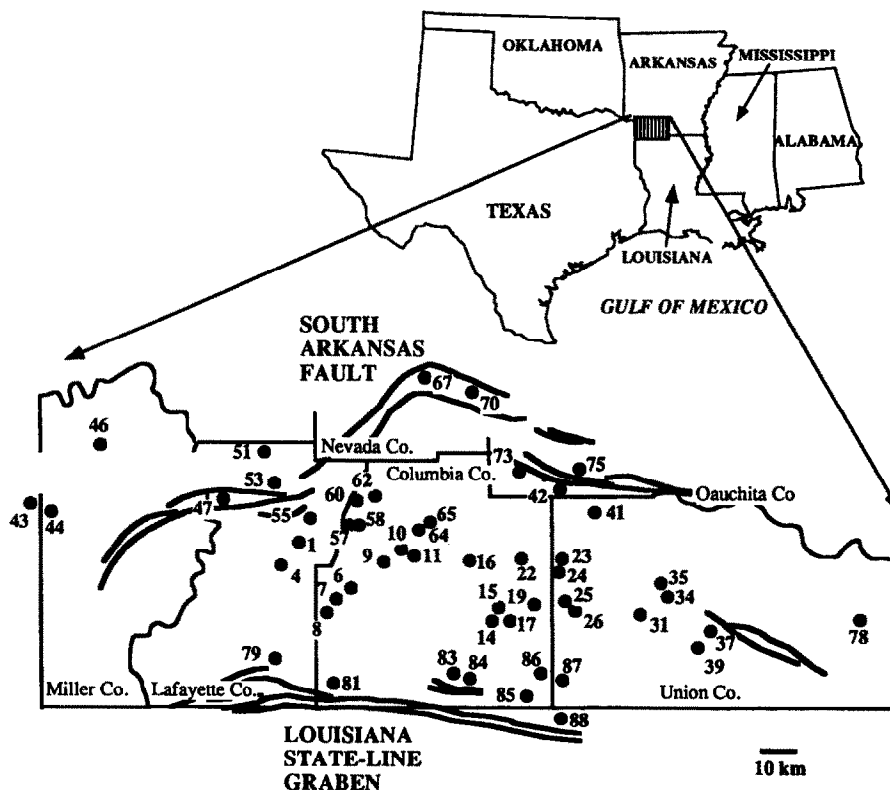 OKLAHOMA
ARKANSAS
MISSISSIPPI
ALABAMA
TEXAS
LOUISIANA
GULF OF MEXICO
SOUTH
ARKANSAS
FAULT
67
70
46
51
Nevada Co.
73
75
53
Columbia Co.
62
60
42
Oauchita Co
47
43
44
55
41
65
58
57
64
10
1
11
9
16
22
23
4
24
6
35
7
15
19
25
34
8
14
17
26
31
78
37
79
39
83
84
86
87
81
85
Miller Co.
Lafayette Co.
Union Co.
88
LOUISIANA
STATE-LINE
GRABEN
10 km